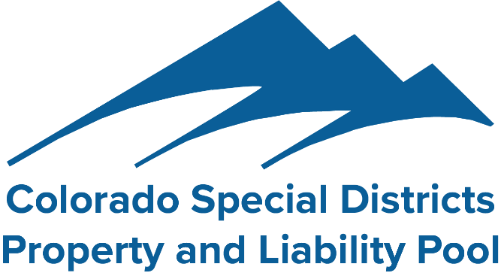 Colorado Special Districts
Property and Liability Pool